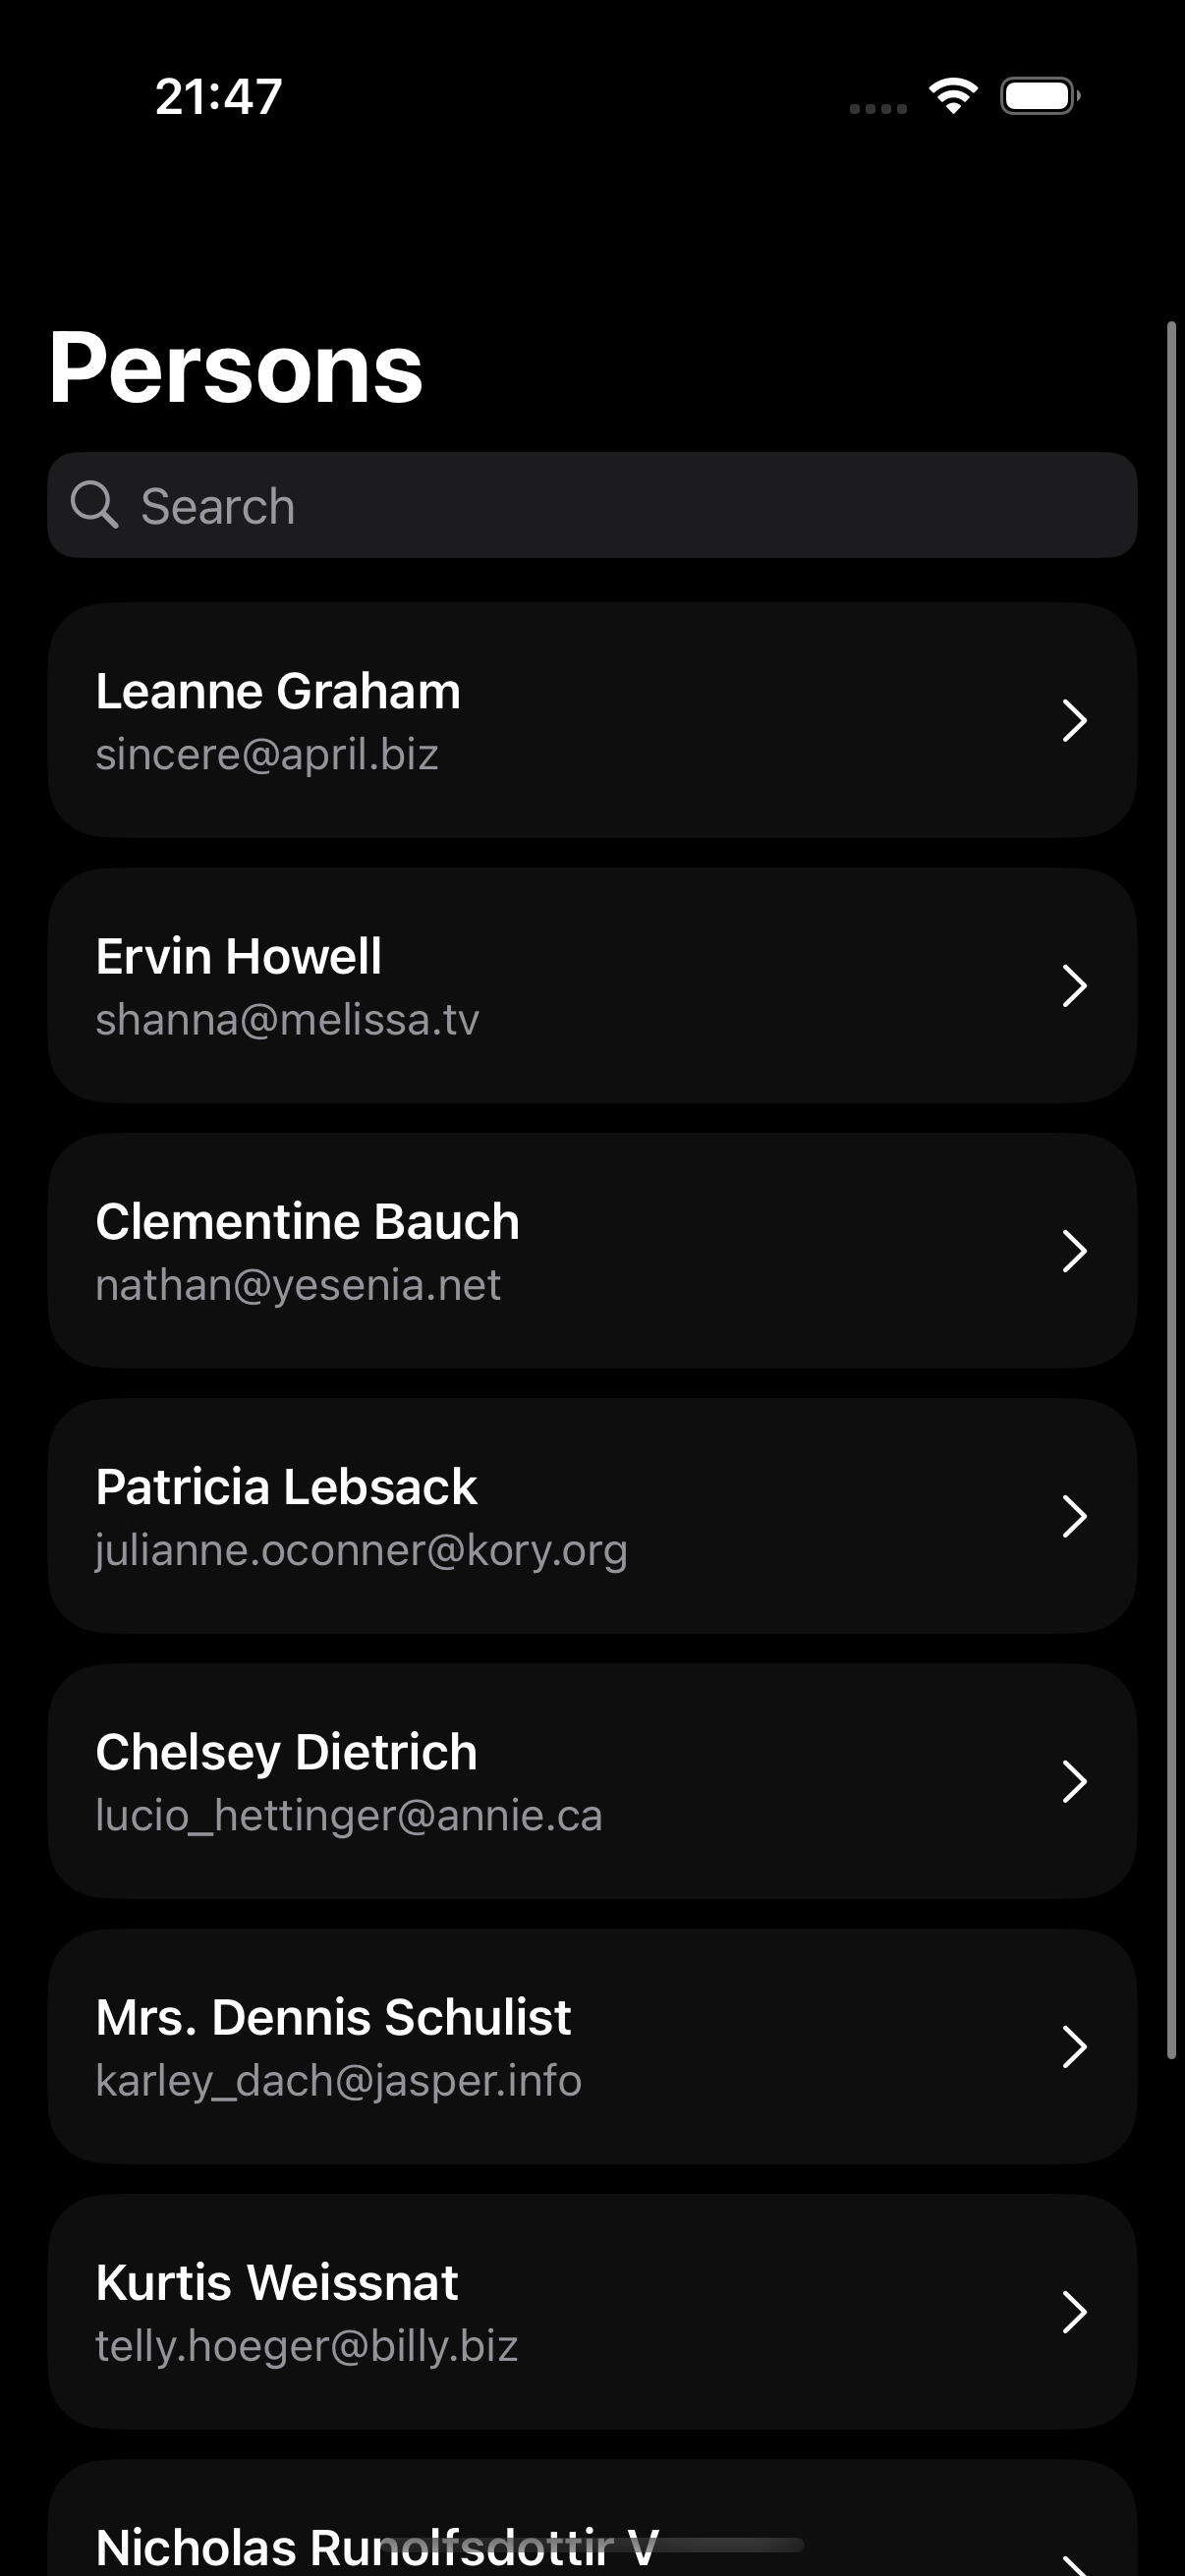 21:47
Persons
Search
Leanne Graham
sincere@april.biz
Ervin Howell
shanna@melissa.tv
Clementine Bauch
nathan@yesenia.net
Patricia Lebsack
julianne.oconner@kory.org
Chelsey Dietrich
lucio_hettinger@annie.ca
Mrs. Dennis Schulist
karley_dach@jasper.info
Kurtis Weissnat
telly.hoeger@billy.biz
Nicholas Runolfsdottir V